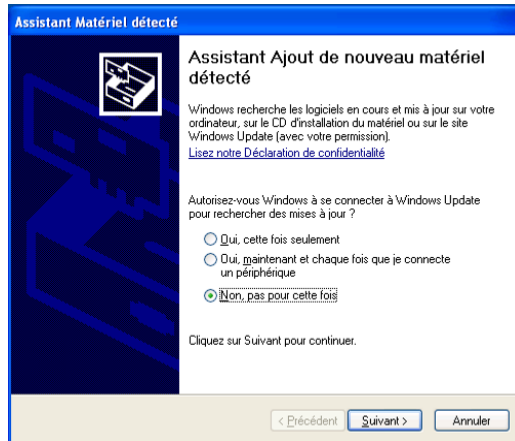 Assistant Matériel détecté
Assistant Ajout de nouveau matériel
détecté
Windows recherche les logiciels en cours et mis à jour sur votre
ordinateur, sur le CD d'installation du matériel ou sur le site
Windows Update (avec votre permission).
Lisez notre Déclaration de confidentialité
Autorisez-vous Windows à se connecter à Windows Update
pour rechercher des mises à jour ?
Oui, cette fois seulement
Oui, maintenant et chaque fois que je connecte
un périphérique
Non, pas pour cette fois
Cliquez sur Suivant pour continuer.
< Précédent
Suivant >
Annuler